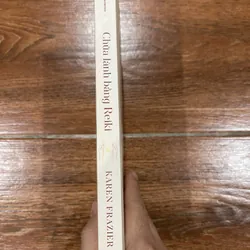 Chữa lành bằng Reiki
KAREN FRAZIER